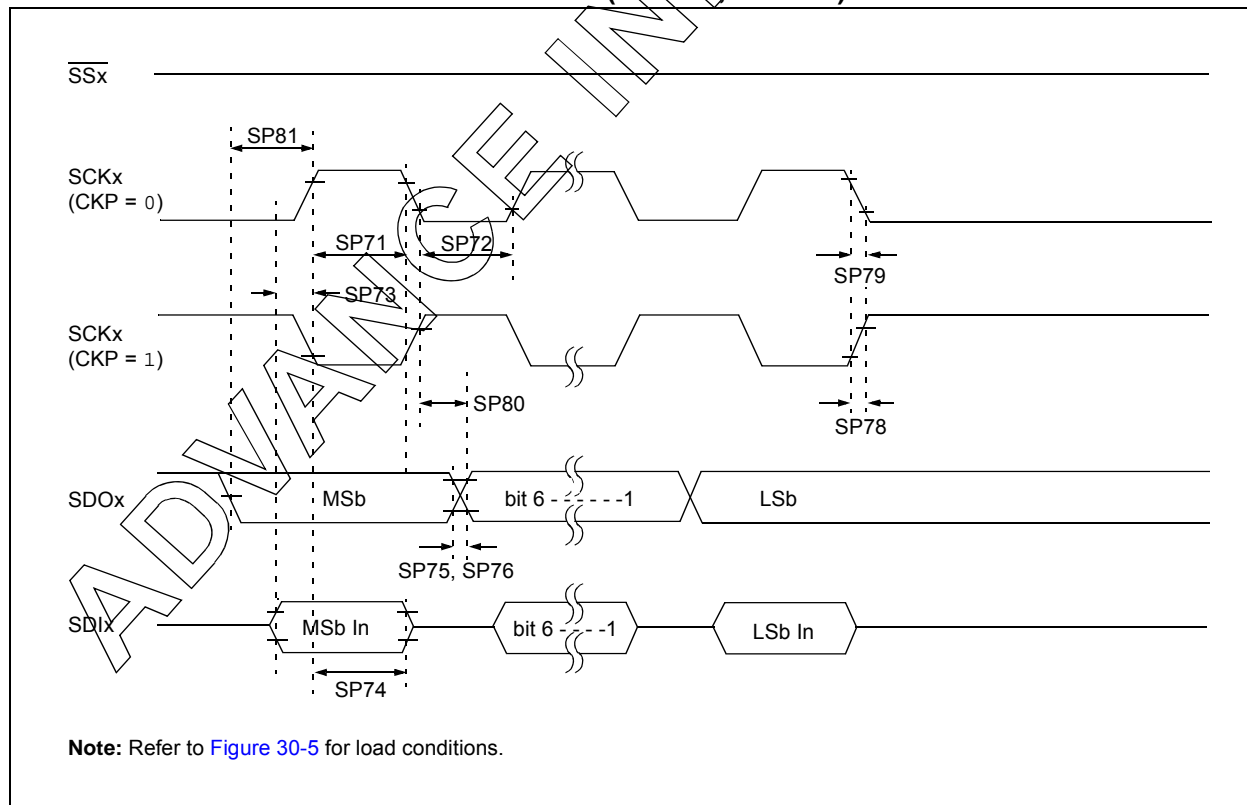 SSx
SP81
SCKx
(CKP = 0)
SP71
SP72
SP79
SP73
SCKx
(CKP = 1)
SP80
SP78
SDOx
MSb
bit 6 - - - - - - -1
LSb
SP75, SP76
SDIx
MSb In
bit 6 - - - - -1
LSb In
SP74
Note: Refer to Figure 30-5 for load conditions.
ADVANCE